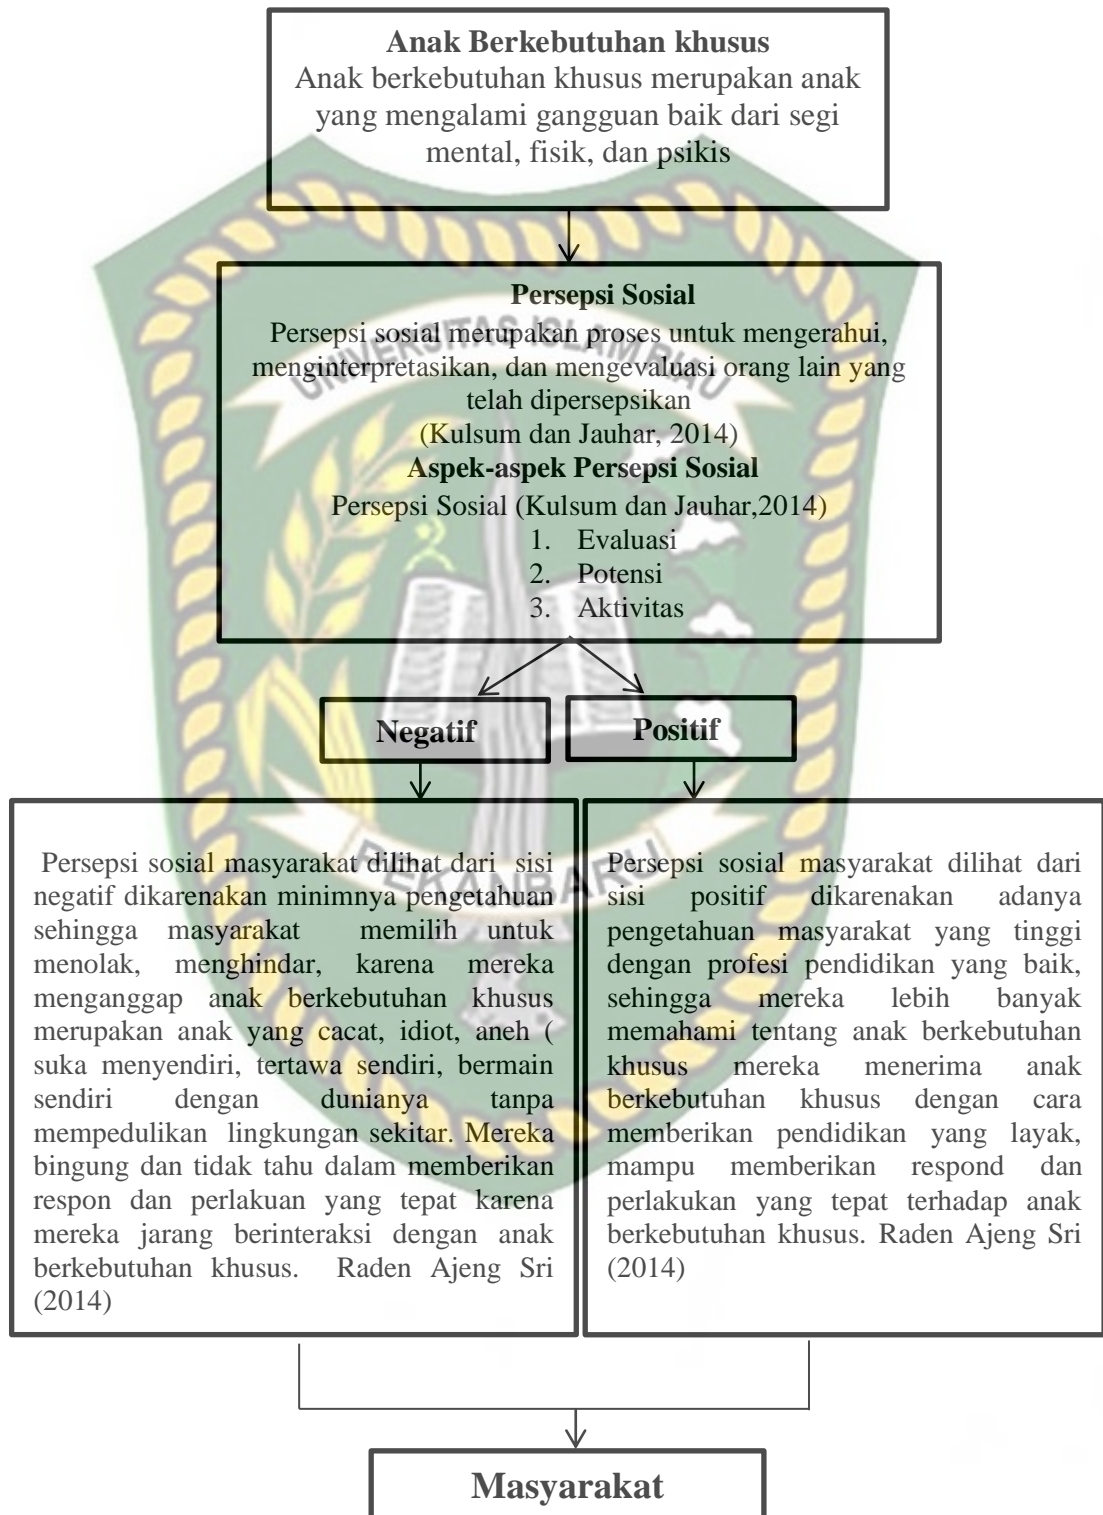 Anak Berkebutuhan khusus
Anak berkebutuhan khusus merupakan anak
yang mengalami gangguan baik dari segi
mental, fisik, dan psikis
Persepsi Sosial
Persepsi sosial merupakan proses untuk mengerahui,
menginterpretasikan, dan mengevaluasi orang lain yang
telah dipersepsikan
(Kulsum dan Jauhar, 2014)
Aspek-aspek Persepsi Sosial
Persepsi Sosial (Kulsum dan Jauhar,2014)
1. Evaluasi
2. Potensi
3. Aktivitas
UNIVERSITAS ISLAM RIAU
Negatif
Positif
Persepsi sosial masyarakat dilihat dari sisi
negatif dikarenakan minimnya pengetahuan
sehingga masyarakat memilih untuk
menolak, menghindar, karena mereka
menganggap anak berkebutuhan khusus
merupakan anak yang cacat, idiot, aneh (
suka menyendiri, tertawa sendiri, bermain
sendiri dengan dunianya tanpa
mempedulikan lingkungan sekitar. Mereka
bingung dan tidak tahu dalam memberikan
respon dan perlakuan yang tepat karena
mereka jarang berinteraksi dengan anak
berkebutuhan khusus. Raden Ajeng Sri
(2014)
Persepsi sosial masyarakat dilihat dari
sisi positif dikarenakan adanya
pengetahuan masyarakat yang tinggi
dengan profesi pendidikan yang baik,
sehingga mereka lebih banyak
memahami tentang anak berkebutuhan
khusus mereka menerima anak
berkebutuhan khusus dengan cara
memberikan pendidikan yang layak,
mampu memberikan respond dan
perlakukan yang tepat terhadap anak
berkebutuhan khusus. Raden Ajeng Sri
(2014)
PEKANBARU
Masyarakat